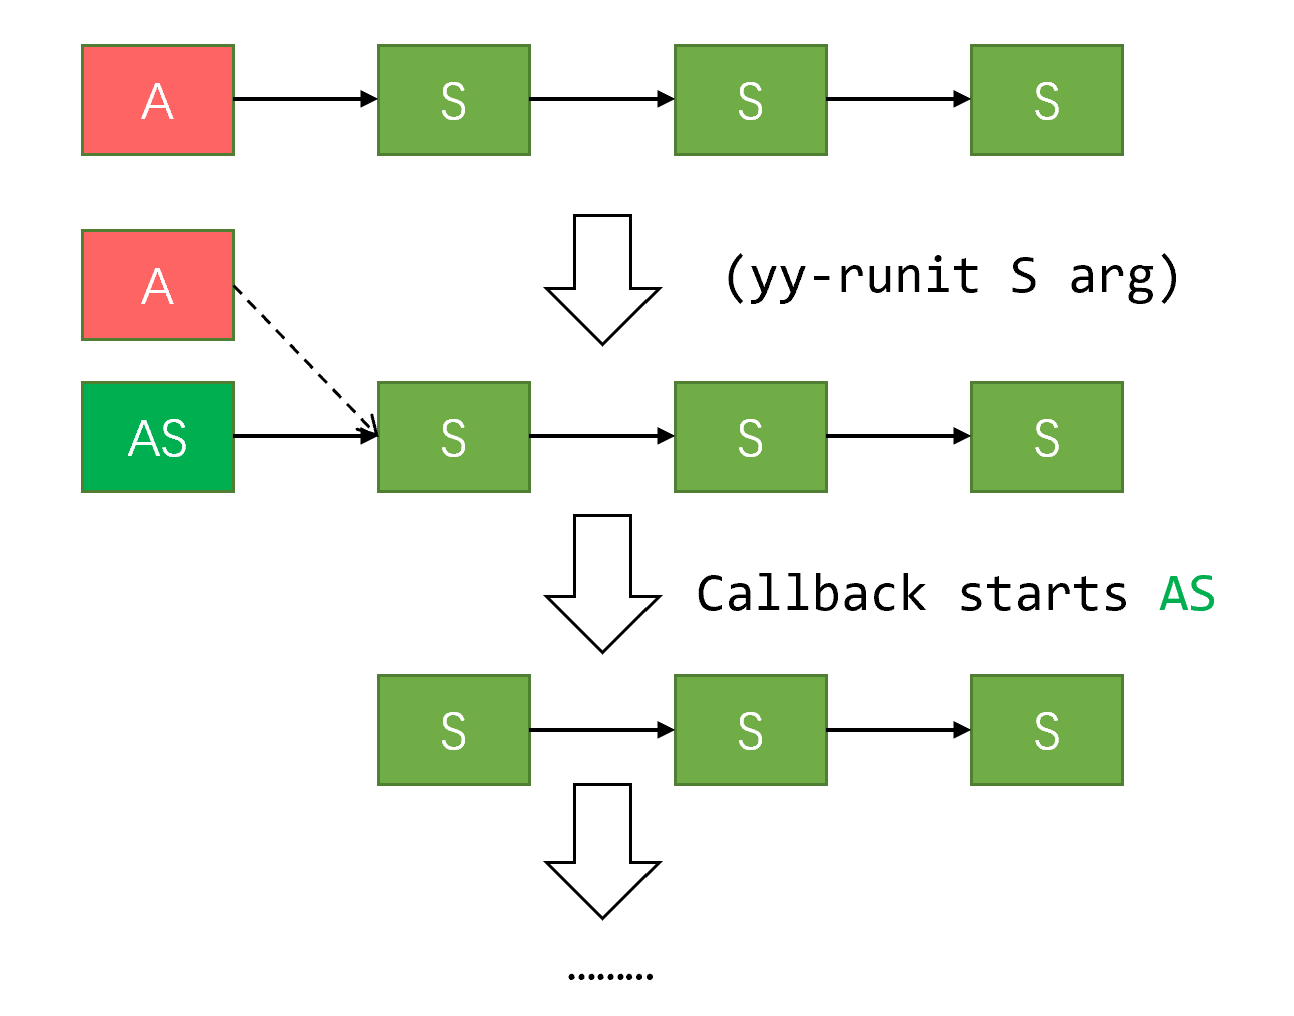 A S S S
A
(yy-runit S arg)
AS S S S
Callback starts AS
S S S
.........